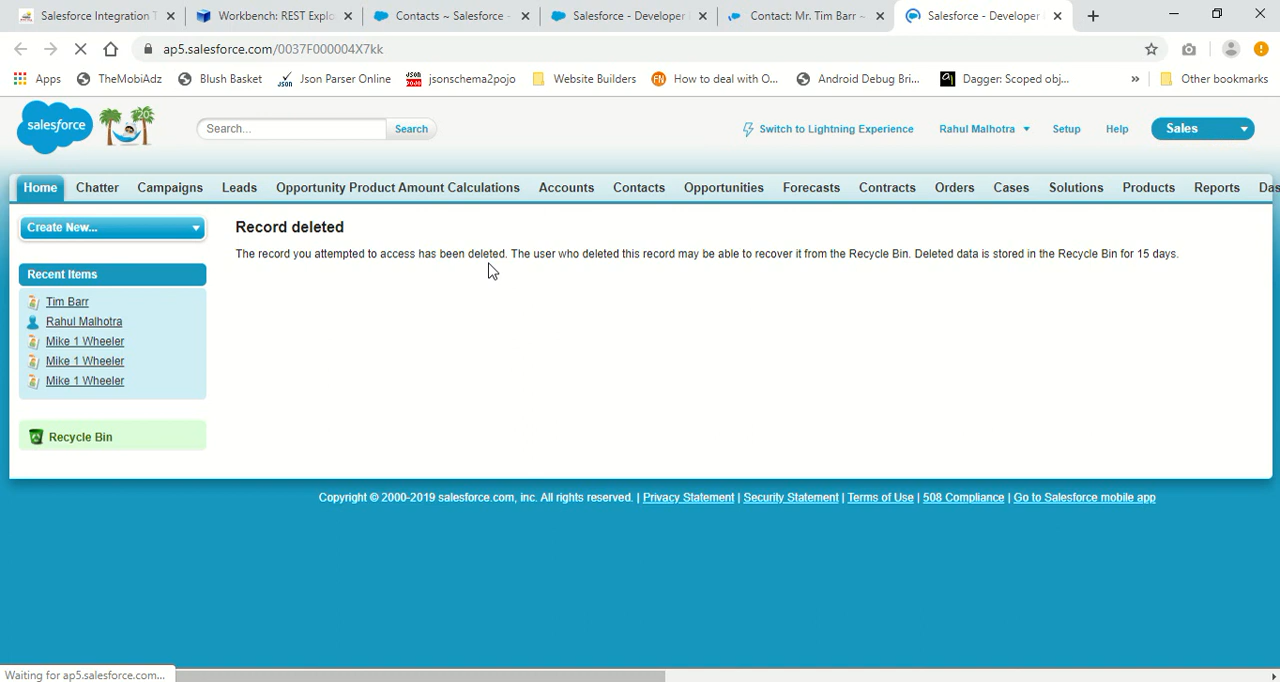 Salesforce Integration T
Workbench: REST Explo
Contacts ~ Salesforce -
Salesforce - Developer
Contact: Mr. Tim Barr ~
Salesforce - Developer
ap5.salesforce.com/0037F000004X7kk
Apps
TheMobiAdz
Blush Basket
JSON
Json Parser Online
jsonschema2pojo
Website Builders
FN
How to deal with O...
Android Debug Bri...
Dagger: Scoped obj...
»
Other bookmarks
salesforce
20
Search...
Search
Switch to Lightning Experience
Rahul Malhotra
Setup
Help
Sales
Home
Chatter
Campaigns
Leads
Opportunity Product Amount Calculations
Accounts
Contacts
Opportunities
Forecasts
Contracts
Orders
Cases
Solutions
Products
Reports
Das
Create New...
Recent Items
Tim Barr
Rahul Malhotra
Mike 1 Wheeler
Mike 1 Wheeler
Mike 1 Wheeler
Recycle Bin
Record deleted
The record you attempted to access has been deleted. The user who deleted this record may be able to recover it from the Recycle Bin. Deleted data is stored in the Recycle Bin for 15 days.
Copyright © 2000-2019 salesforce.com, inc. All rights reserved. | Privacy Statement | Security Statement | Terms of Use | 508 Compliance | Go to Salesforce mobile app
Waiting for ap5.salesforce.com...